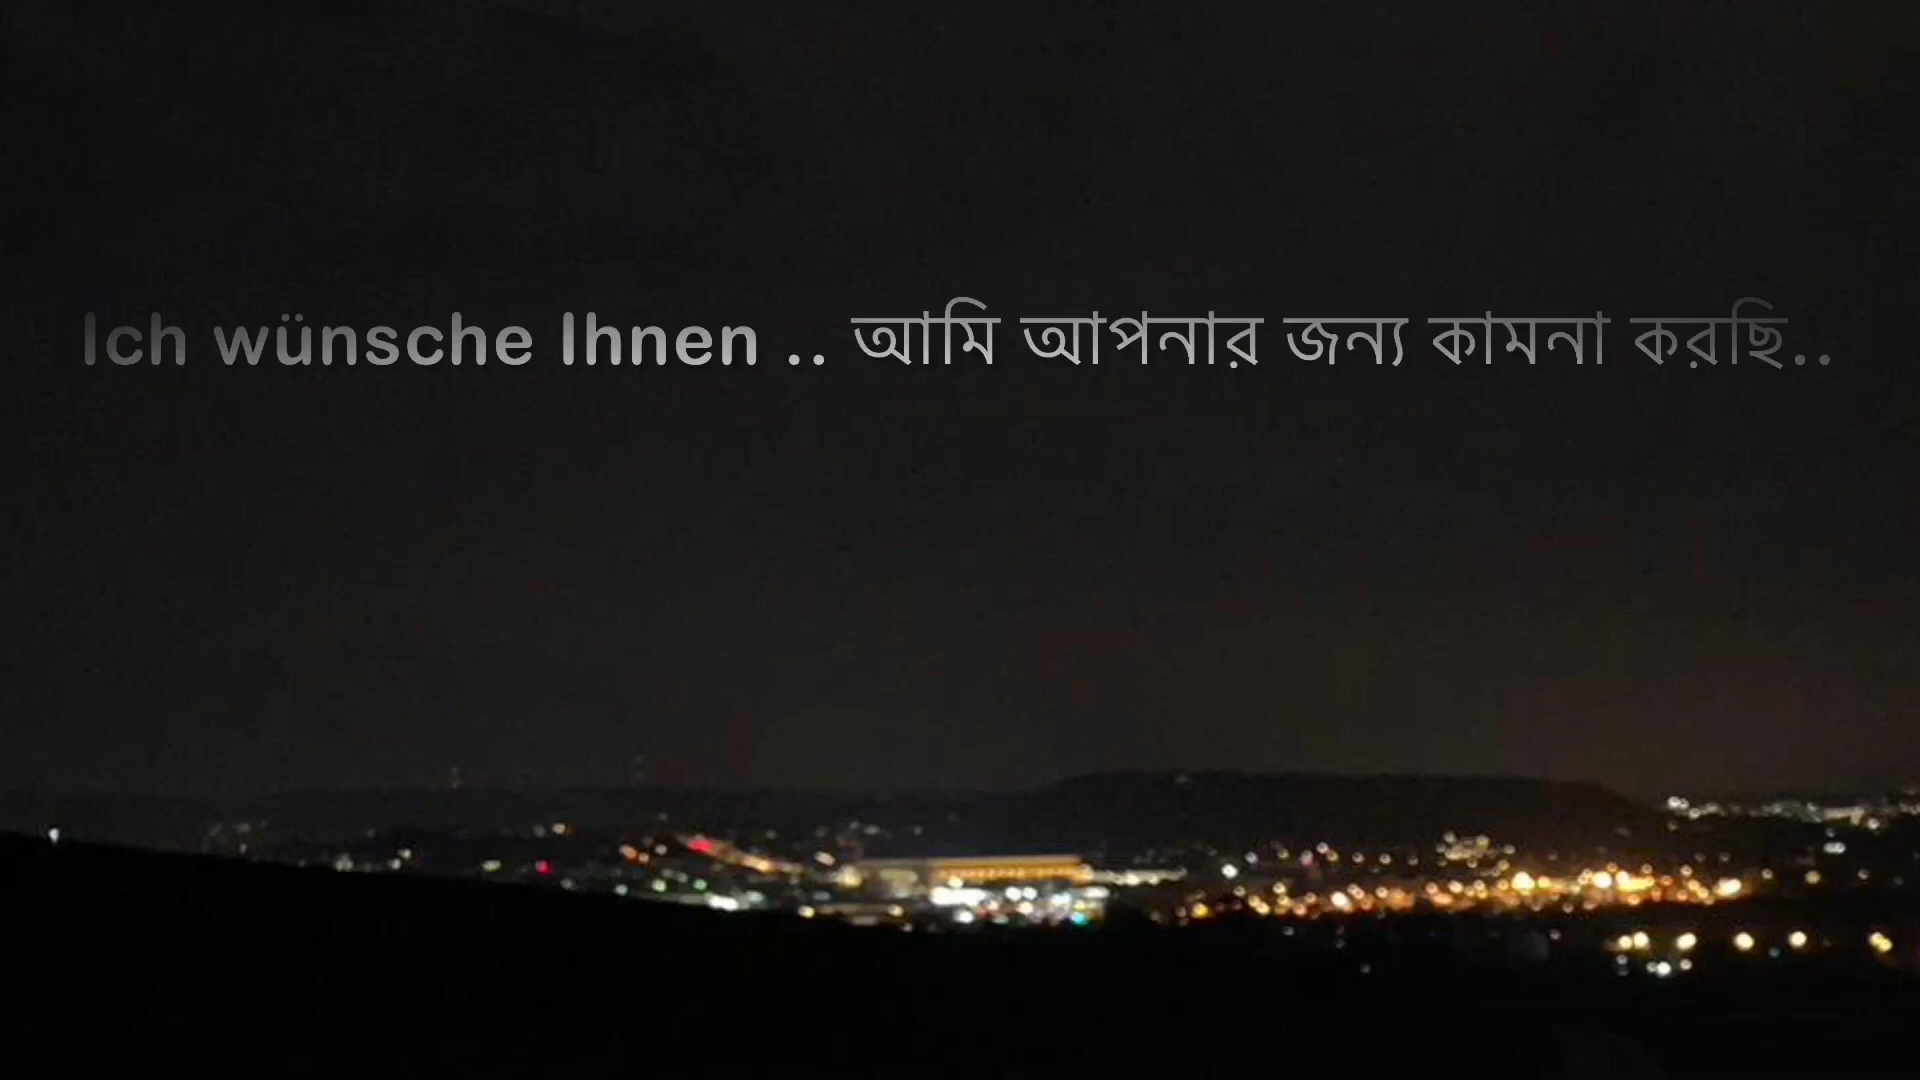 Ich wünsche Ihnen .. আমি আপনার জন্য কামনা করছি..